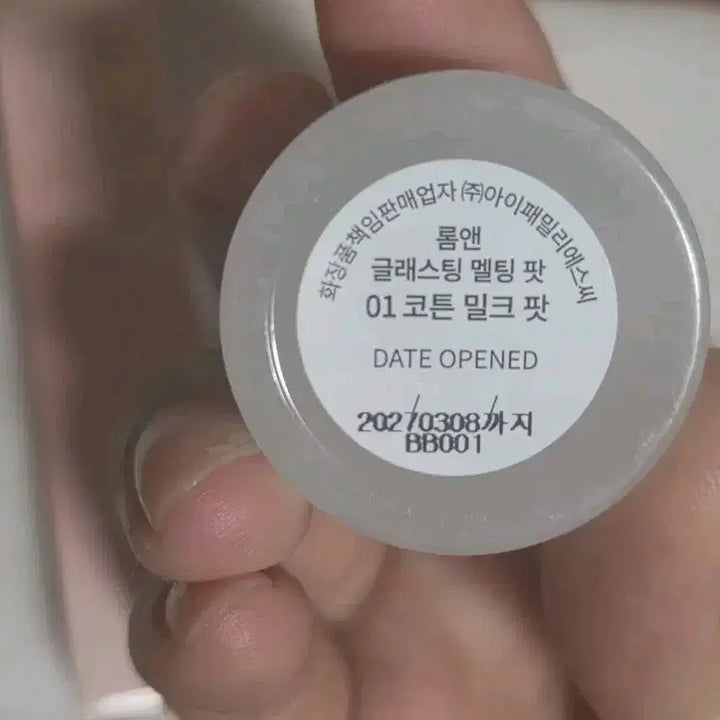 화장품책임판매업자 ㈜아이패밀리에스씨
롬앤
글래스팅 멜팅 팟
01 코튼 밀크 팟
DATE OPENED
/ /
20270308까지
BB001